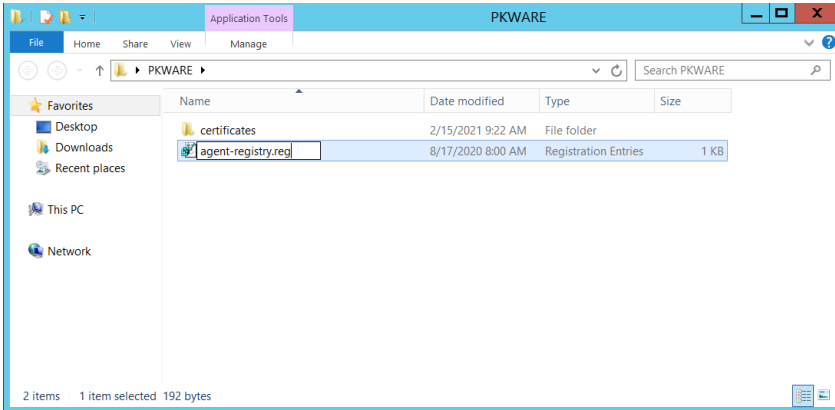 Application Tools PKWARE X
File Home Share View Manage ?
PKWARE Search PKWARE
Favorites
Desktop
Downloads
Recent places
This PC
Network
Name Date modified Type Size
certificates 2/15/2021 9:22 AM File folder
agent-registry.reg 8/17/2020 8:00 AM Registration Entries 1 KB
2 items 1 item selected 192 bytes